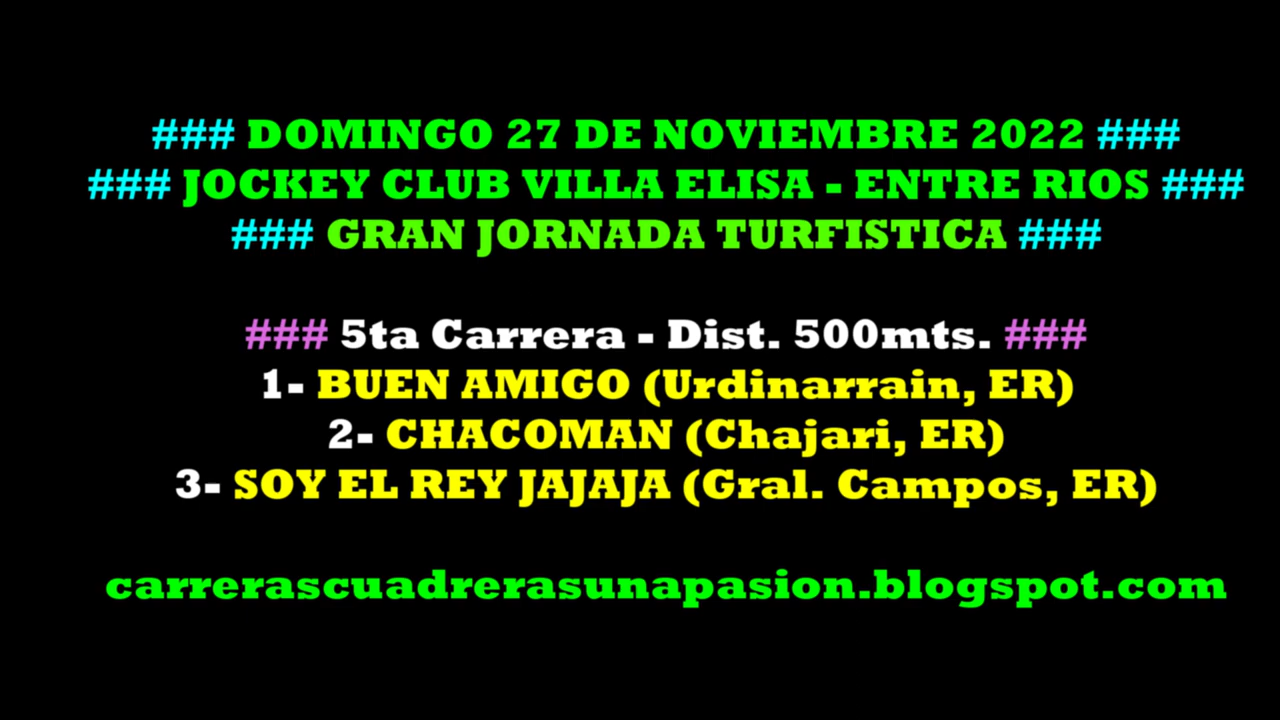 ### DOMINGO 27 DE NOVIEMBRE 2022 ###
### JOCKEY CLUB VILLA ELISA - ENTRE RIOS ###
### GRAN JORNADA TURFISTICA ###
### 5ta Carrera - Dist. 500mts. ###
1- BUEN AMIGO (Urdinarrain, ER)
2- CHACOMAN (Chajari, ER)
3- SOY EL REY JAJAJA (Gral. Campos, ER)
carrerascuadrerasunapasion.blogspot.com